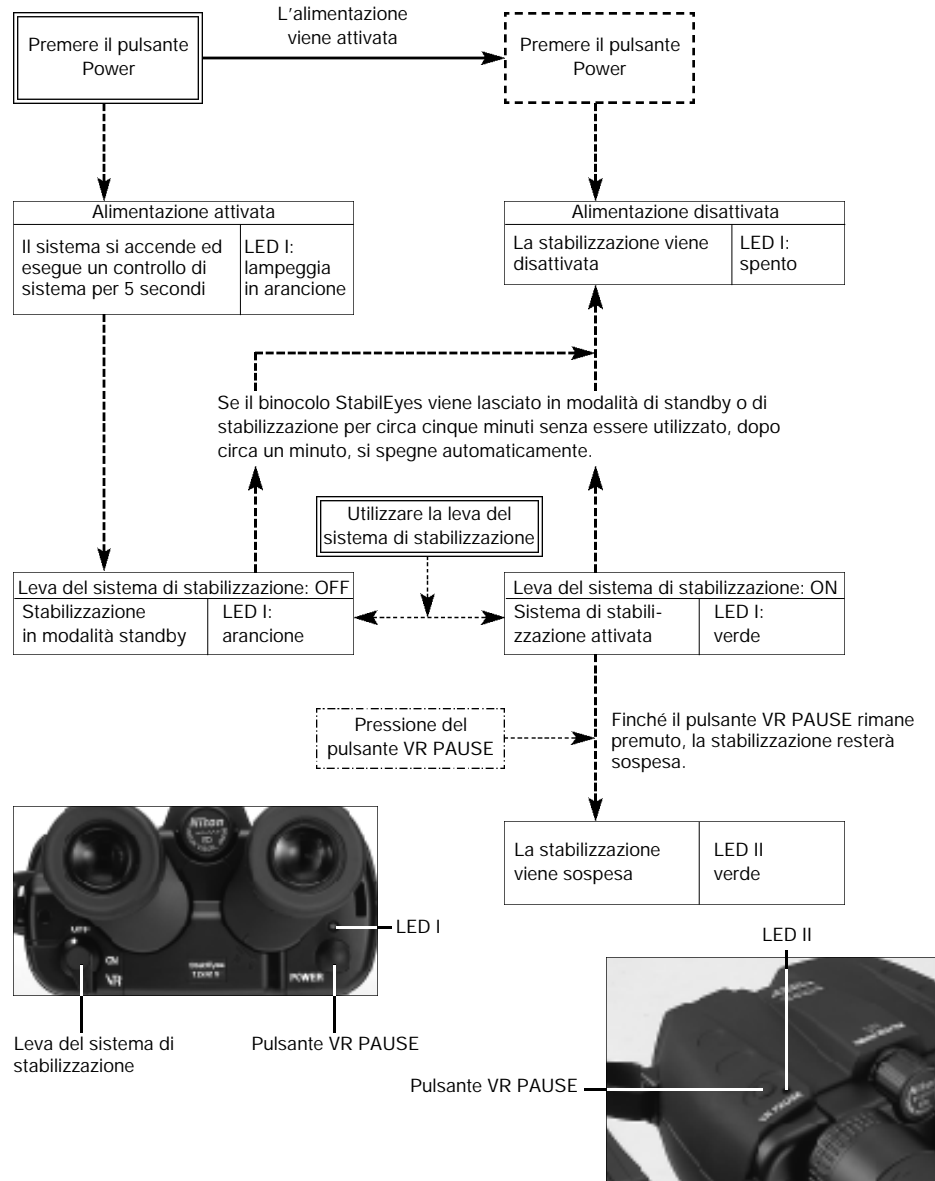 L'alimentazione
viene attivata
Premere il pulsante
Power
Premere il pulsante
Power
Alimentazione attivata
Il sistema si accende ed
esegue un controllo di
sistema per 5 secondi
LED I:
lampeggia
in arancione
Alimentazione disattivata
La stabilizzazione viene
disattivata
LED I:
spento
Se il binocolo StabilEyes viene lasciato in modalità di standby o di
stabilizzazione per circa cinque minuti senza essere utilizzato, dopo
circa un minuto, si spegne automaticamente.
Utilizzare la leva del
sistema di stabilizzazione
Leva del sistema di stabilizzazione: OFF
Stabilizzazione
in modalità standby
LED I:
arancione
Leva del sistema di stabilizzazione: ON
Sistema di stabili-
zzazione attivata
LED I:
verde
Pressione del
pulsante VR PAUSE
Finché il pulsante VR PAUSE rimane
premuto, la stabilizzazione resterà
sospesa.
La stabilizzazione
viene sospesa
LED II
verde
Nikon
OFF
ON
VR
StabilEyes
POWER
LED I
Leva del sistema di
stabilizzazione
Pulsante VR PAUSE
LED II
Pulsante VR PAUSE
VR PAUSE
Nikon